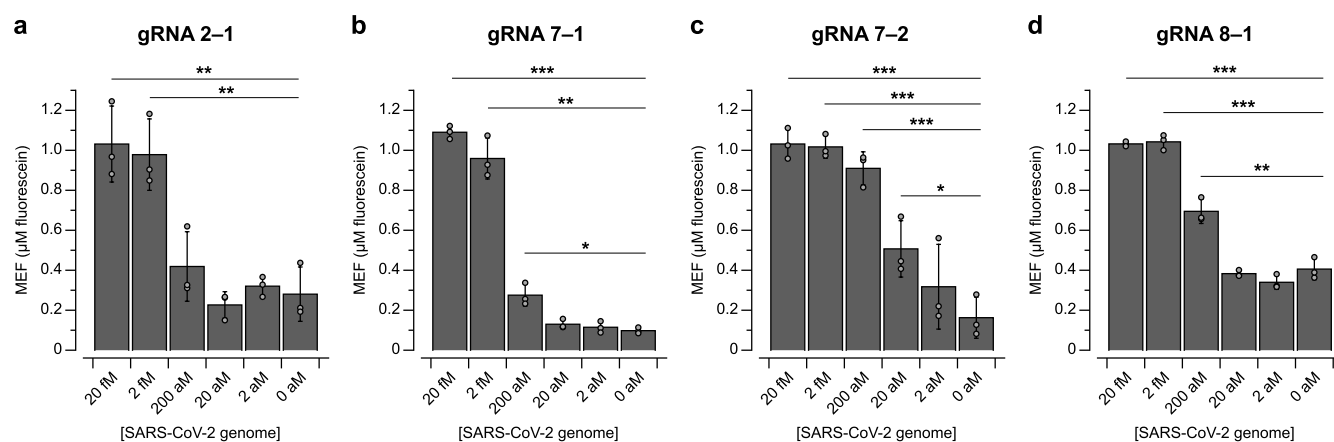 a
gRNA 2–1
**
**
MEF (µM fluorescein)
1.2
1.0
0.8
0.6
0.4
0.2
0
20 fM
2 fM
200 aM
20 aM
2 aM
0 aM
[SARS-CoV-2 genome]
b
gRNA 7–1
***
**
*
MEF (µM fluorescein)
1.2
1.0
0.8
0.6
0.4
0.2
0
20 fM
2 fM
200 aM
20 aM
2 aM
0 aM
[SARS-CoV-2 genome]
c
gRNA 7–2
***
***
***
*
MEF (µM fluorescein)
1.2
1.0
0.8
0.6
0.4
0.2
0
20 fM
2 fM
200 aM
20 aM
2 aM
0 aM
[SARS-CoV-2 genome]
d
gRNA 8–1
***
***
**
MEF (µM fluorescein)
1.2
1.0
0.8
0.6
0.4
0.2
0
20 fM
2 fM
200 aM
20 aM
2 aM
0 aM
[SARS-CoV-2 genome]